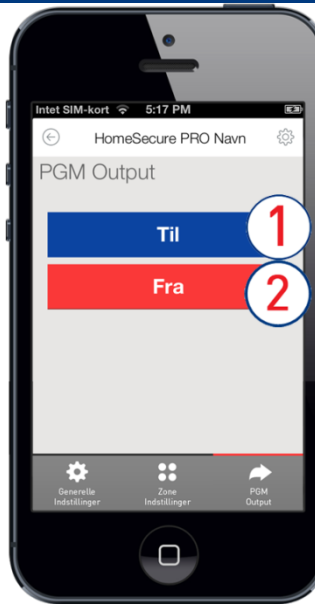 Intet SIM-kort 5:17 PM
HomeSecure PRO Navn
PGM Output
Til
1
Fra
2
Generelle
Indstillinger
Zone
Indstillinger
PGM
Output